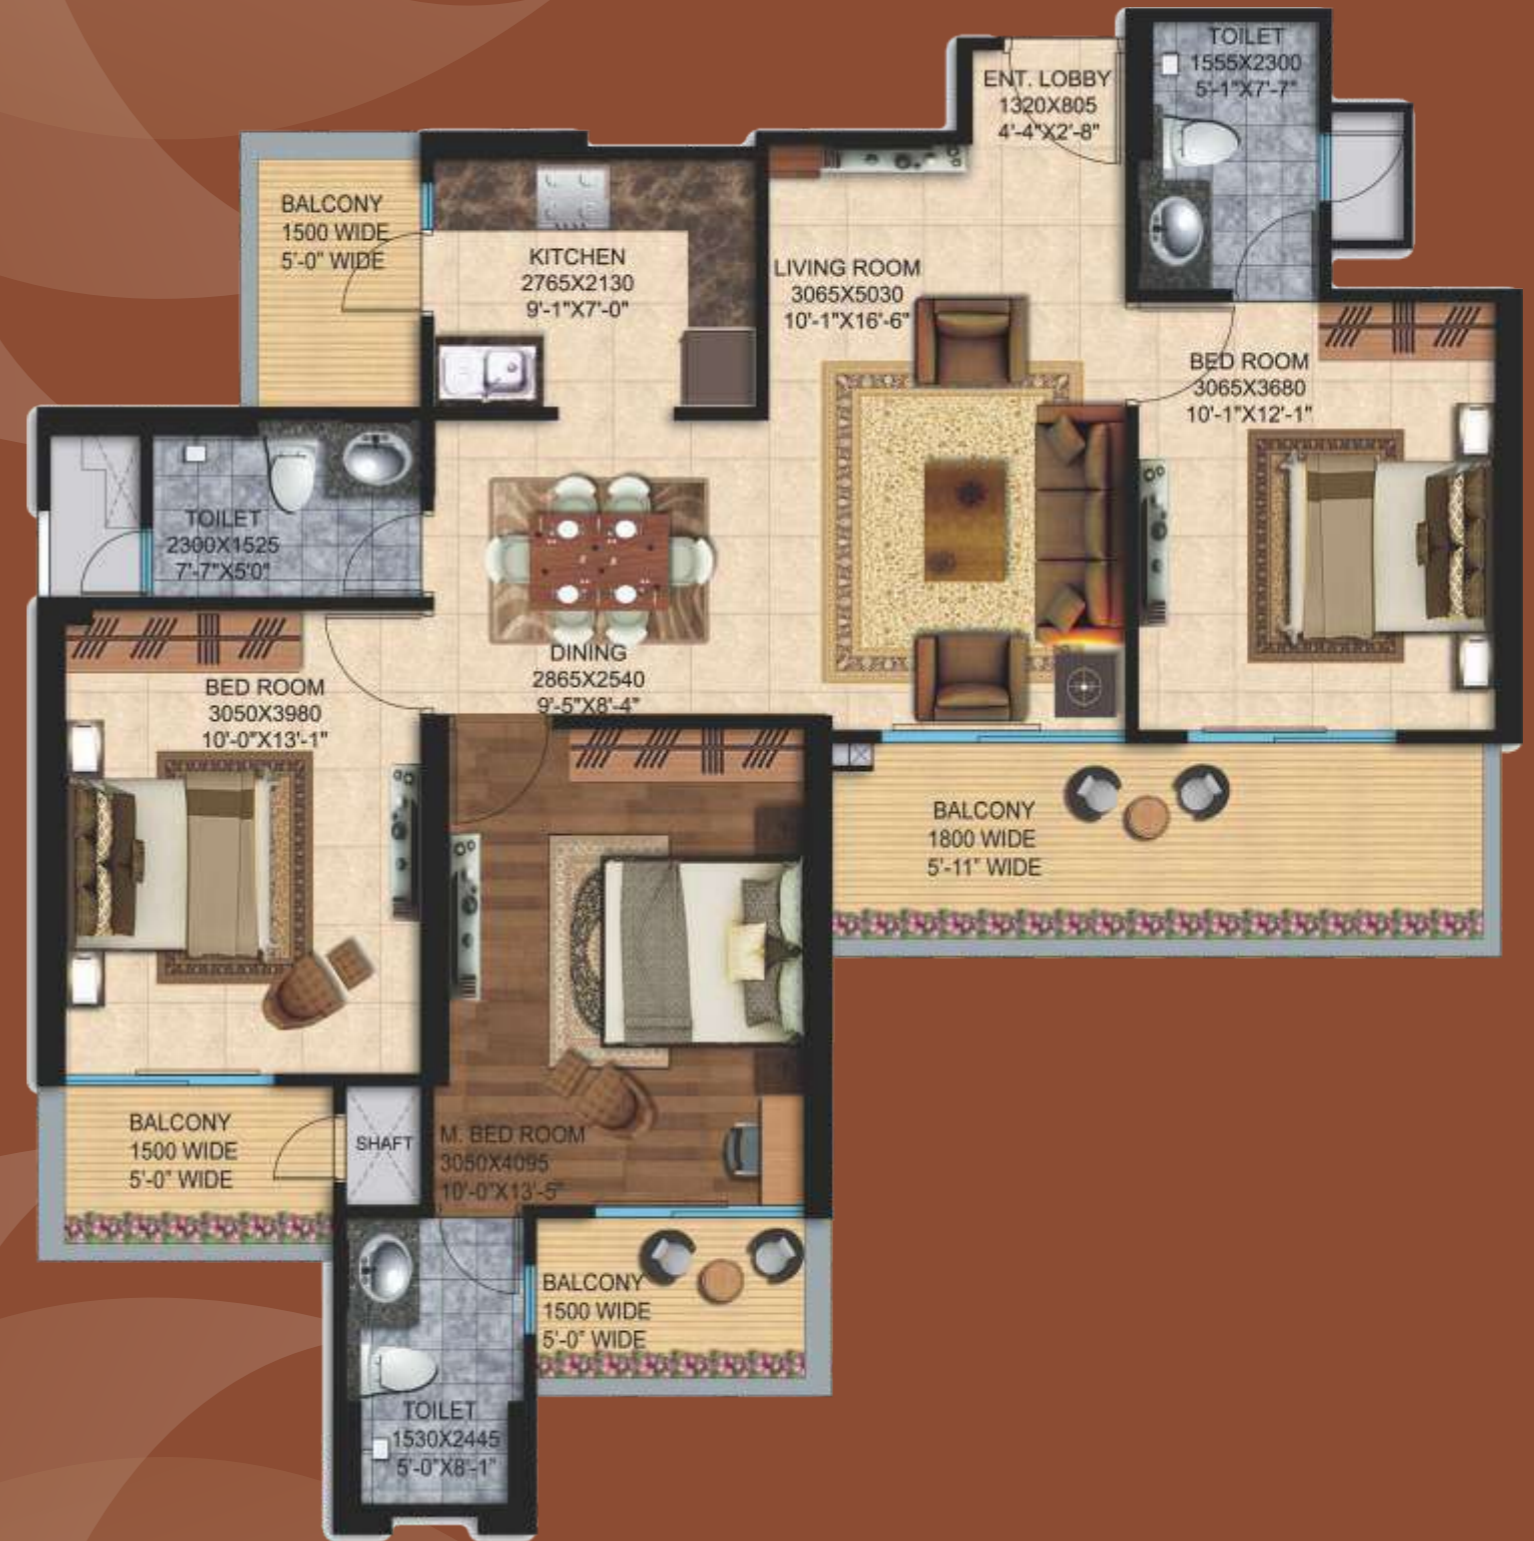 TOILET
1555X2300
5'-1"X7'-7"
ENT. LOBBY
1320X805
4'-4"X2'-8"
BALCONY
1500 WIDE
5'-0" WIDE
KITCHEN
2765X2130
9'-1"X7'-0"
LIVING ROOM
3065X5030
10'-1"X16'-6"
BED ROOM
3065X3680
10'-1"X12'-1"
TOILET
2300X1525
7'-7"X5'0"
DINING
2865X2540
9'-5"X8'-4"
BED ROOM
3050X3980
10'-0"X13'-1"
BALCONY
1800 WIDE
5'-11" WIDE
BALCONY
1500 WIDE
5'-0" WIDE
SHAFT
M. BED ROOM
3050X4095
10'-0"X13'-5"
BALCONY
1500 WIDE
5'-0" WIDE
TOILET
1530X2445
5'-0"X8'-1"